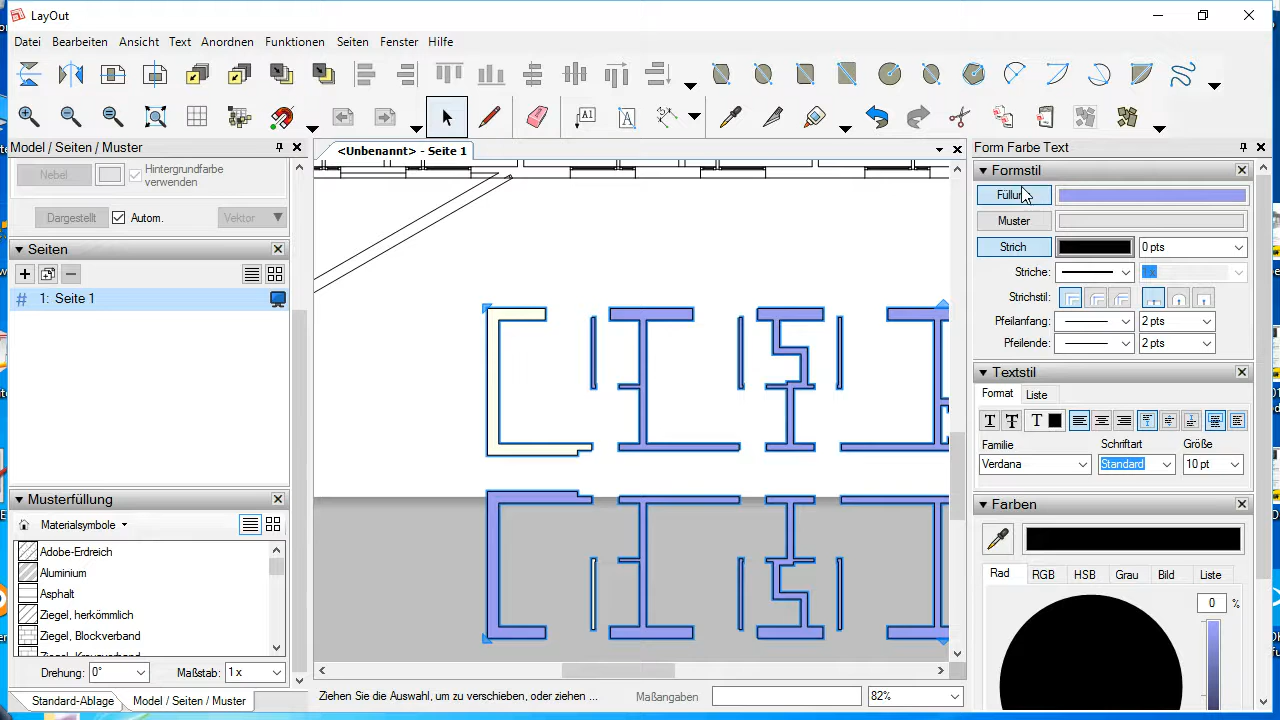 LayOut
Datei Bearbeiten Ansicht Text Anordnen Funktionen Seiten Fenster Hilfe
A1 A
Model / Seiten / Muster
<Unbenannt> - Seite 1
Form Farbe Text
Nebel
Hintergrundfarbe
verwenden
Dargestellt Autom. Vektor
Seiten
1: Seite 1
Musterfüllung
Materialsymbole
Adobe-Erdreich
Aluminium
Asphalt
Ziegel, herkömmlich
Ziegel, Blockverband
Ziegel, Kreuzverband
Drehung: 0° Maßstab: 1 x
Standard-Ablage Model / Seiten / Muster
Formstil
Füllung
Muster
Strich 0 pts
Striche: 1 x
Strichstil:
Pfeilanfang: 2 pts
Pfeilende: 2 pts
Textstil
Format Liste
T T T
Familie Schriftart Größe
Verdana Standard 10 pt
Farben
Rad RGB HSB Grau Bild Liste
0 %
Ziehen Sie die Auswahl, um zu verschieben, oder ziehen ... Maßangaben 82%